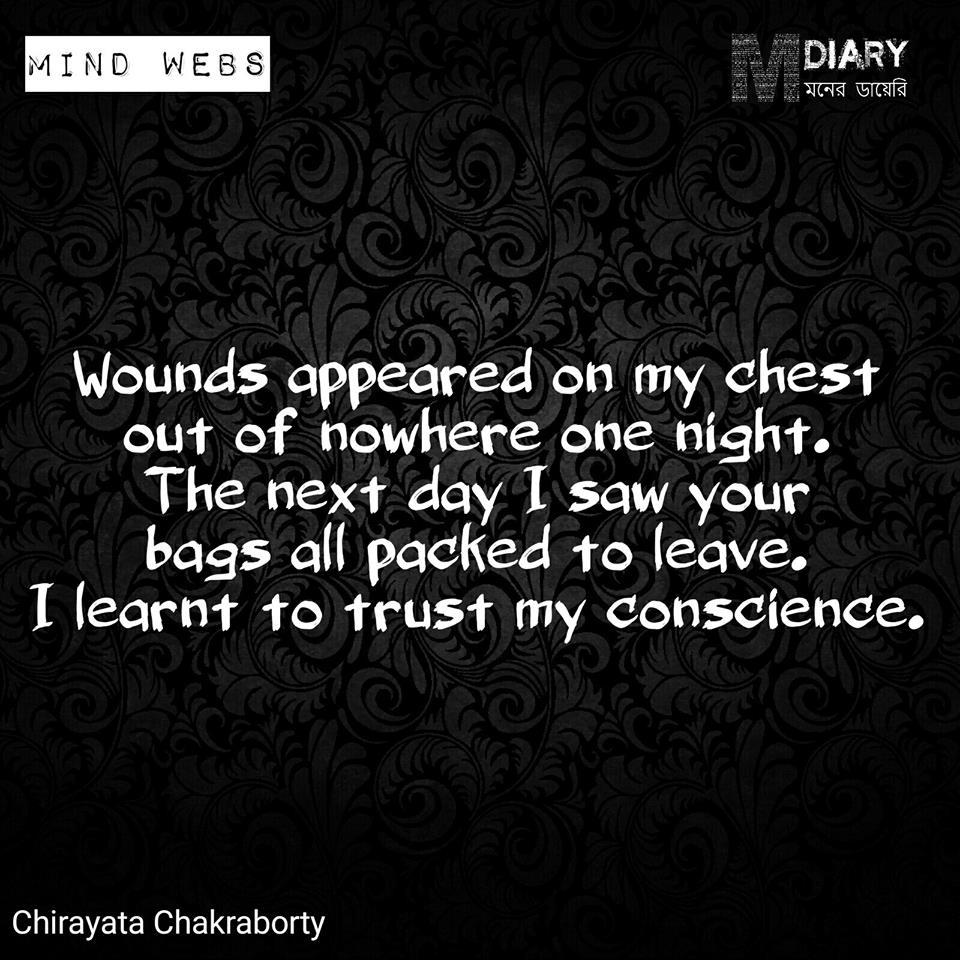 MIND WEBS
M DIARY
মনের ডায়েরি
Wounds appeared on my chest
out of nowhere one night.
The next day I saw your
bags all packed to leave.
I learnt to trust my conscience.
Chirayata Chakraborty